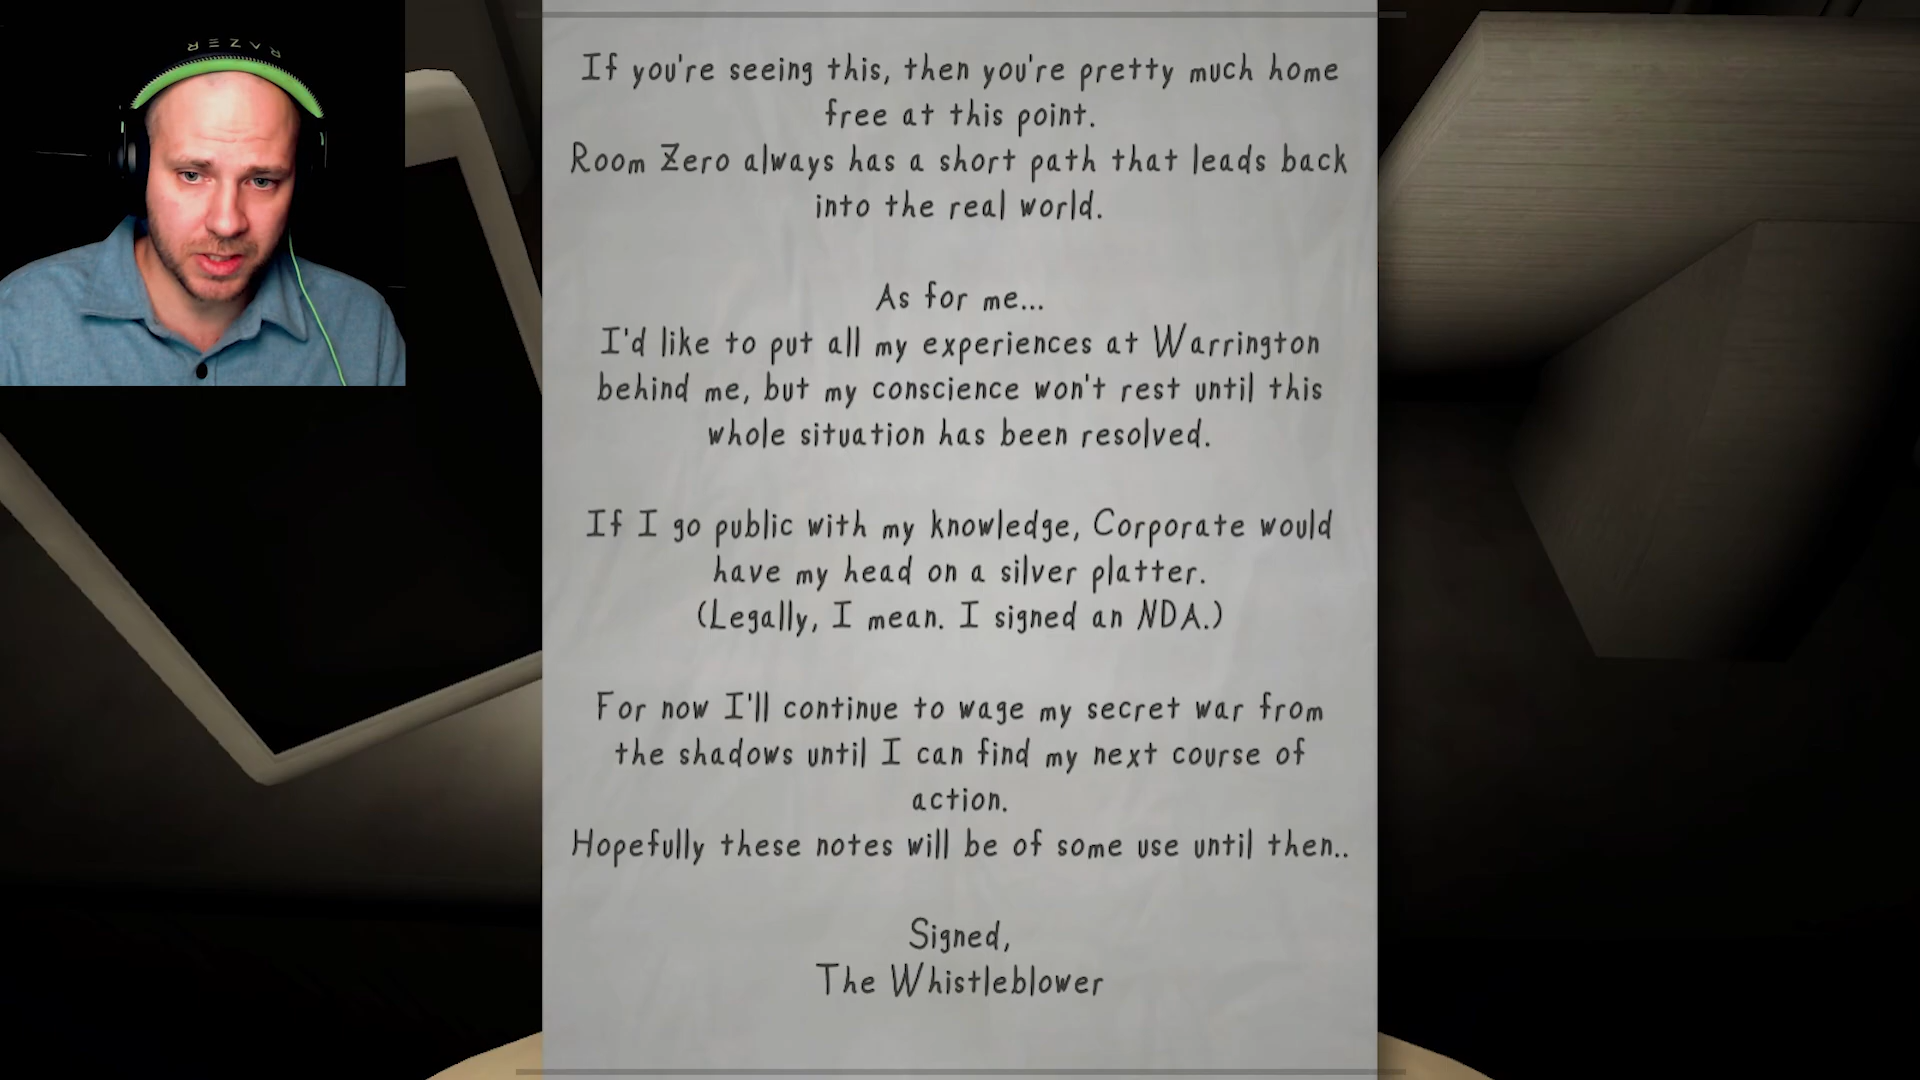 RAZER
If you're seeing this, then you're pretty much home
free at this point.
Room Zero always has a short path that leads back
into the real world.
As for me...
I'd like to put all my experiences at Warrington
behind me, but my conscience won't rest until this
whole situation has been resolved.
If I go public with my knowledge, Corporate would
have my head on a silver platter.
(Legally, I mean. I signed an NDA.)
For now I'll continue to wage my secret war from
the shadows until I can find my next course of
action.
Hopefully these notes will be of some use until then..
Signed,
The Whistleblower